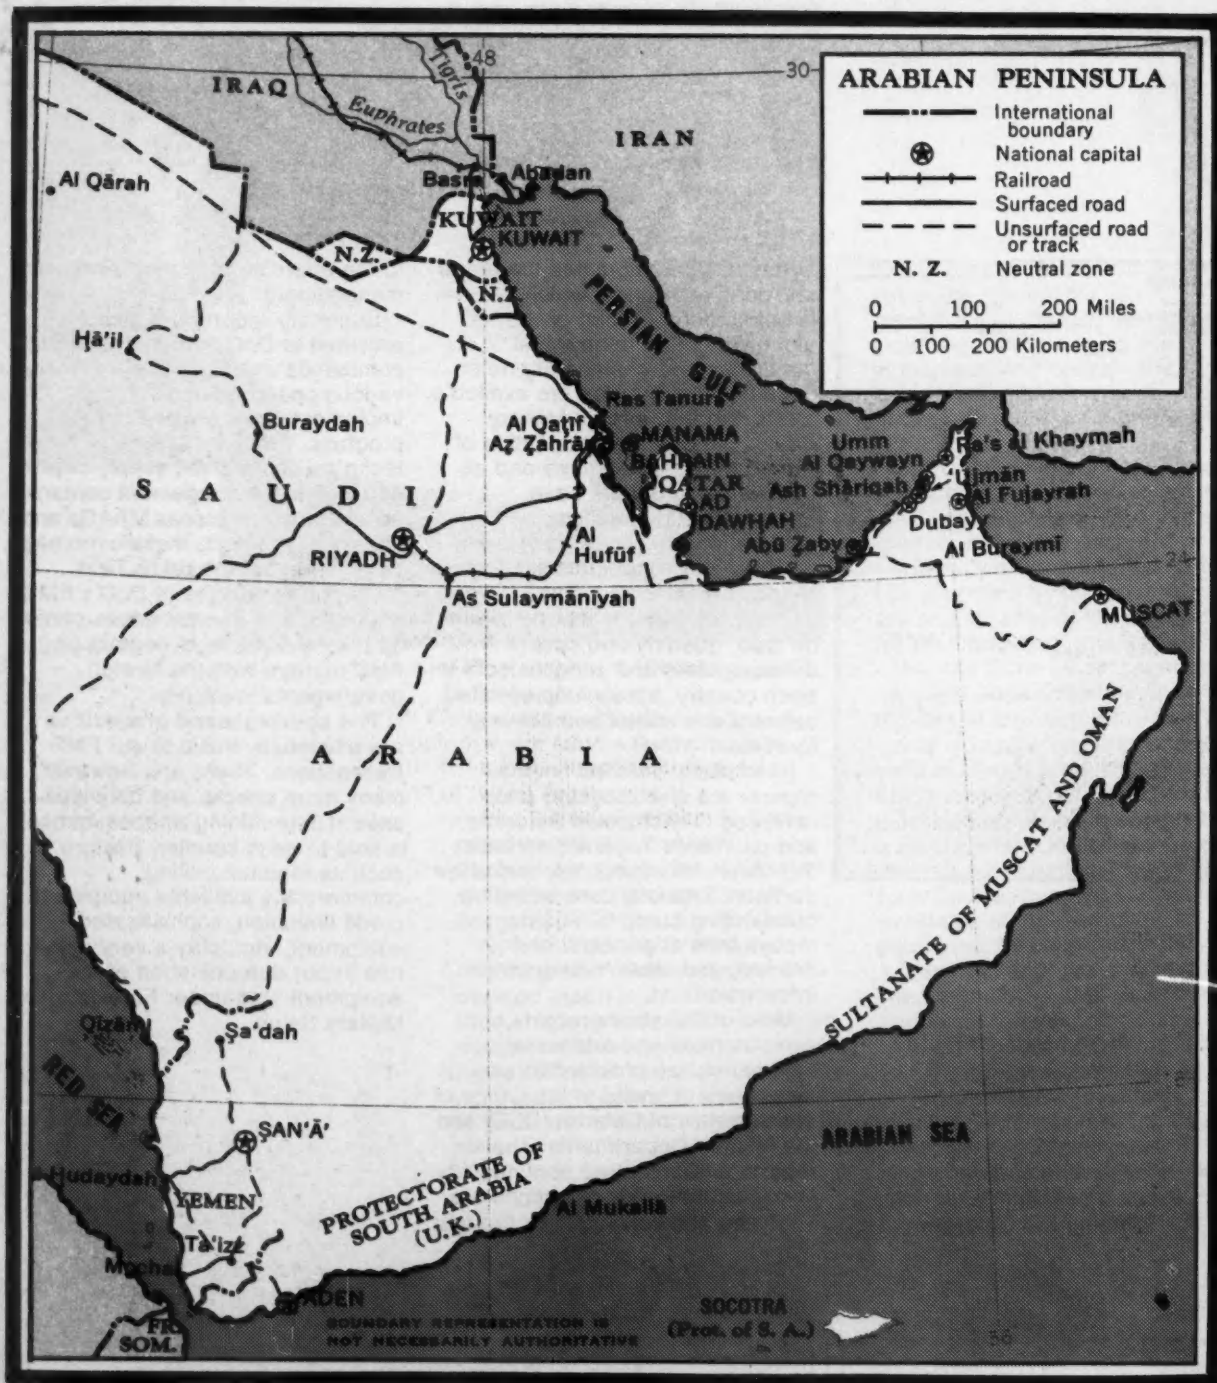 ARABIAN PENINSULA
International
boundary
National capital
Railroad
Surfaced road
Unsurfaced road
or track
N. Z. Neutral zone
0 100 200 Miles
0 100 200 Kilometers
48
30
IRAQ
Tigris
Euphrates
IRAN
Al Qārah
Basra
Abadan
KUWAIT
KUWAIT
N.Z.
N.Z.
PERSIAN GULF
Ḥā'il
Buraydah
Ras Tanura
Al Qaṭīf
Aẓ Ẓahrān
MANAMA
BAHRAIN
QATAR
AD
DAWḤAH
Umm
Al Qaywayn
Ra's al Khaymah
'Ujmān
Ash Shāriqah
Al Fujayrah
Dubayy
Abū Ẓaby
Al Buraymī
24
SAUDI
RIYADH
Al
Hufūf
As Sulaymānīyah
MUSCAT
ARABIA
SULTANATE OF MUSCAT AND OMAN
Qīzān
Ṣa'dah
RED SEA
ṢAN'Ā'
Hudaydah
YEMEN
Ta'izz
Mocha
PROTECTORATE OF
SOUTH ARABIA
(U.K.)
Al Mukallā
ARABIAN SEA
ADEN
FR.
SOM.
BOUNDARY REPRESENTATION IS
NOT NECESSARILY AUTHORITATIVE
SOCOTRA
(Prot. of S. A.)
56